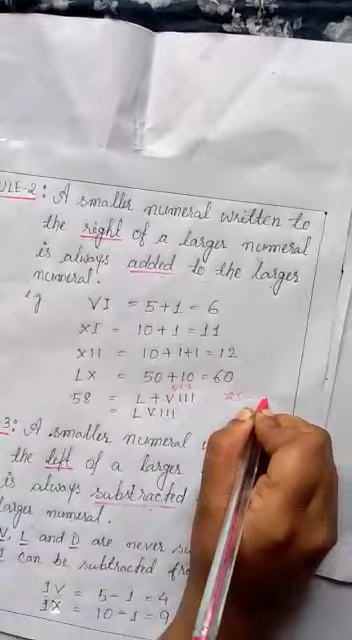 ULE-2: A smaller numeral written to
the right of a larger numeral
is always added to the larger
numeral.
eg VI = 5+1 = 6
XI = 10+1 = 11
XII = 10+1+1 = 12
LX = 50+10 = 60
58 = L + VIII
= LVIII
3: A smaller numeral
the left of a larger
is always substracted
larger numeral.
V, L and D are never su
I can be subtracted fro
IV = 5-1 = 4
IX = 10-1 = 9